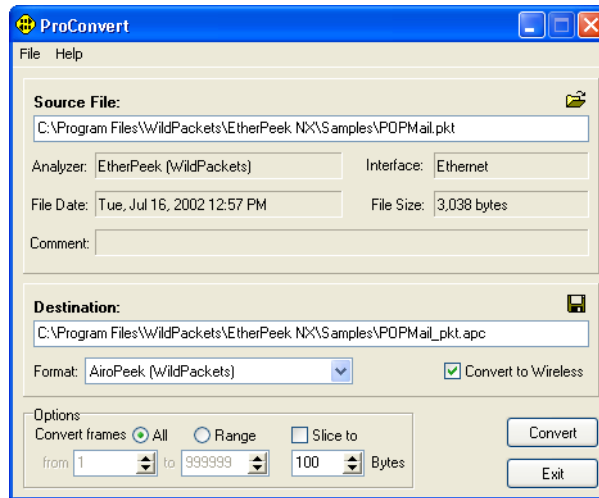 ProConvert
File Help
Source File:
C:\Program Files\WildPackets\EtherPeek NX\Samples\POPMail.pkt
Analyzer: EtherPeek (WildPackets) Interface: Ethernet
File Date: Tue, Jul 16, 2002 12:57 PM File Size: 3,038 bytes
Comment:
Destination:
C:\Program Files\WildPackets\EtherPeek NX\Samples\POPMail_pkt.apc
Format: AiroPeek (WildPackets) Convert to Wireless
Options
Convert frames All Range Slice to
from 1 to 999999 100 Bytes
Convert
Exit